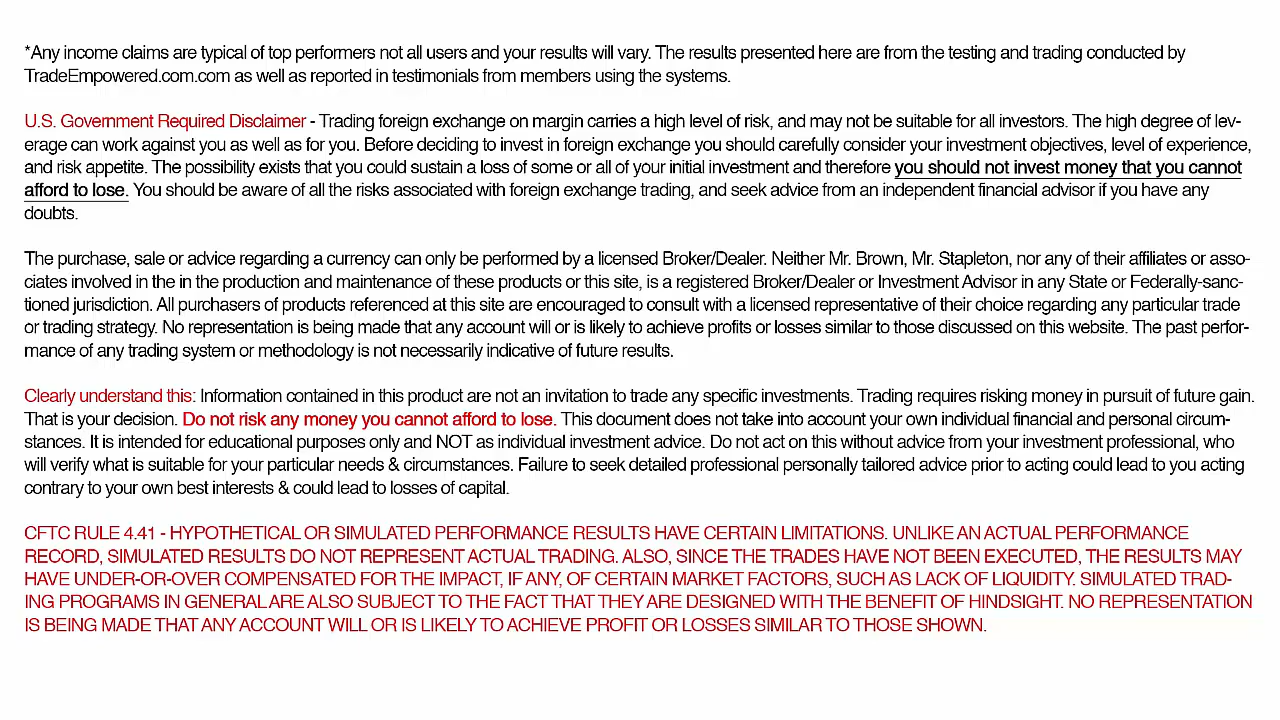 *Any income claims are typical of top performers not all users and your results will vary. The results presented here are from the testing and trading conducted by
TradeEmpowered.com.com as well as reported in testimonials from members using the systems.
U.S. Government Required Disclaimer - Trading foreign exchange on margin carries a high level of risk, and may not be suitable for all investors. The high degree of lev-
erage can work against you as well as for you. Before deciding to invest in foreign exchange you should carefully consider your investment objectives, level of experience,
and risk appetite. The possibility exists that you could sustain a loss of some or all of your initial investment and therefore you should not invest money that you cannot
afford to lose. You should be aware of all the risks associated with foreign exchange trading, and seek advice from an independent financial advisor if you have any
doubts.
The purchase, sale or advice regarding a currency can only be performed by a licensed Broker/Dealer. Neither Mr. Brown, Mr. Stapleton, nor any of their affiliates or asso-
ciates involved in the in the production and maintenance of these products or this site, is a registered Broker/Dealer or Investment Advisor in any State or Federally-sanc-
tioned jurisdiction. All purchasers of products referenced at this site are encouraged to consult with a licensed representative of their choice regarding any particular trade
or trading strategy. No representation is being made that any account will or is likely to achieve profits or losses similar to those discussed on this website. The past perfor-
mance of any trading system or methodology is not necessarily indicative of future results.
Clearly understand this: Information contained in this product are not an invitation to trade any specific investments. Trading requires risking money in pursuit of future gain.
That is your decision. Do not risk any money you cannot afford to lose. This document does not take into account your own individual financial and personal circum-
stances. It is intended for educational purposes only and NOT as individual investment advice. Do not act on this without advice from your investment professional, who
will verify what is suitable for your particular needs & circumstances. Failure to seek detailed professional personally tailored advice prior to acting could lead to you acting
contrary to your own best interests & could lead to losses of capital.
CFTC RULE 4.41 - HYPOTHETICAL OR SIMULATED PERFORMANCE RESULTS HAVE CERTAIN LIMITATIONS. UNLIKE AN ACTUAL PERFORMANCE
RECORD, SIMULATED RESULTS DO NOT REPRESENT ACTUAL TRADING. ALSO, SINCE THE TRADES HAVE NOT BEEN EXECUTED, THE RESULTS MAY
HAVE UNDER-OR-OVER COMPENSATED FOR THE IMPACT, IF ANY, OF CERTAIN MARKET FACTORS, SUCH AS LACK OF LIQUIDITY. SIMULATED TRAD-
ING PROGRAMS IN GENERAL ARE ALSO SUBJECT TO THE FACT THAT THEY ARE DESIGNED WITH THE BENEFIT OF HINDSIGHT. NO REPRESENTATION
IS BEING MADE THAT ANY ACCOUNT WILL OR IS LIKELY TO ACHIEVE PROFIT OR LOSSES SIMILAR TO THOSE SHOWN.